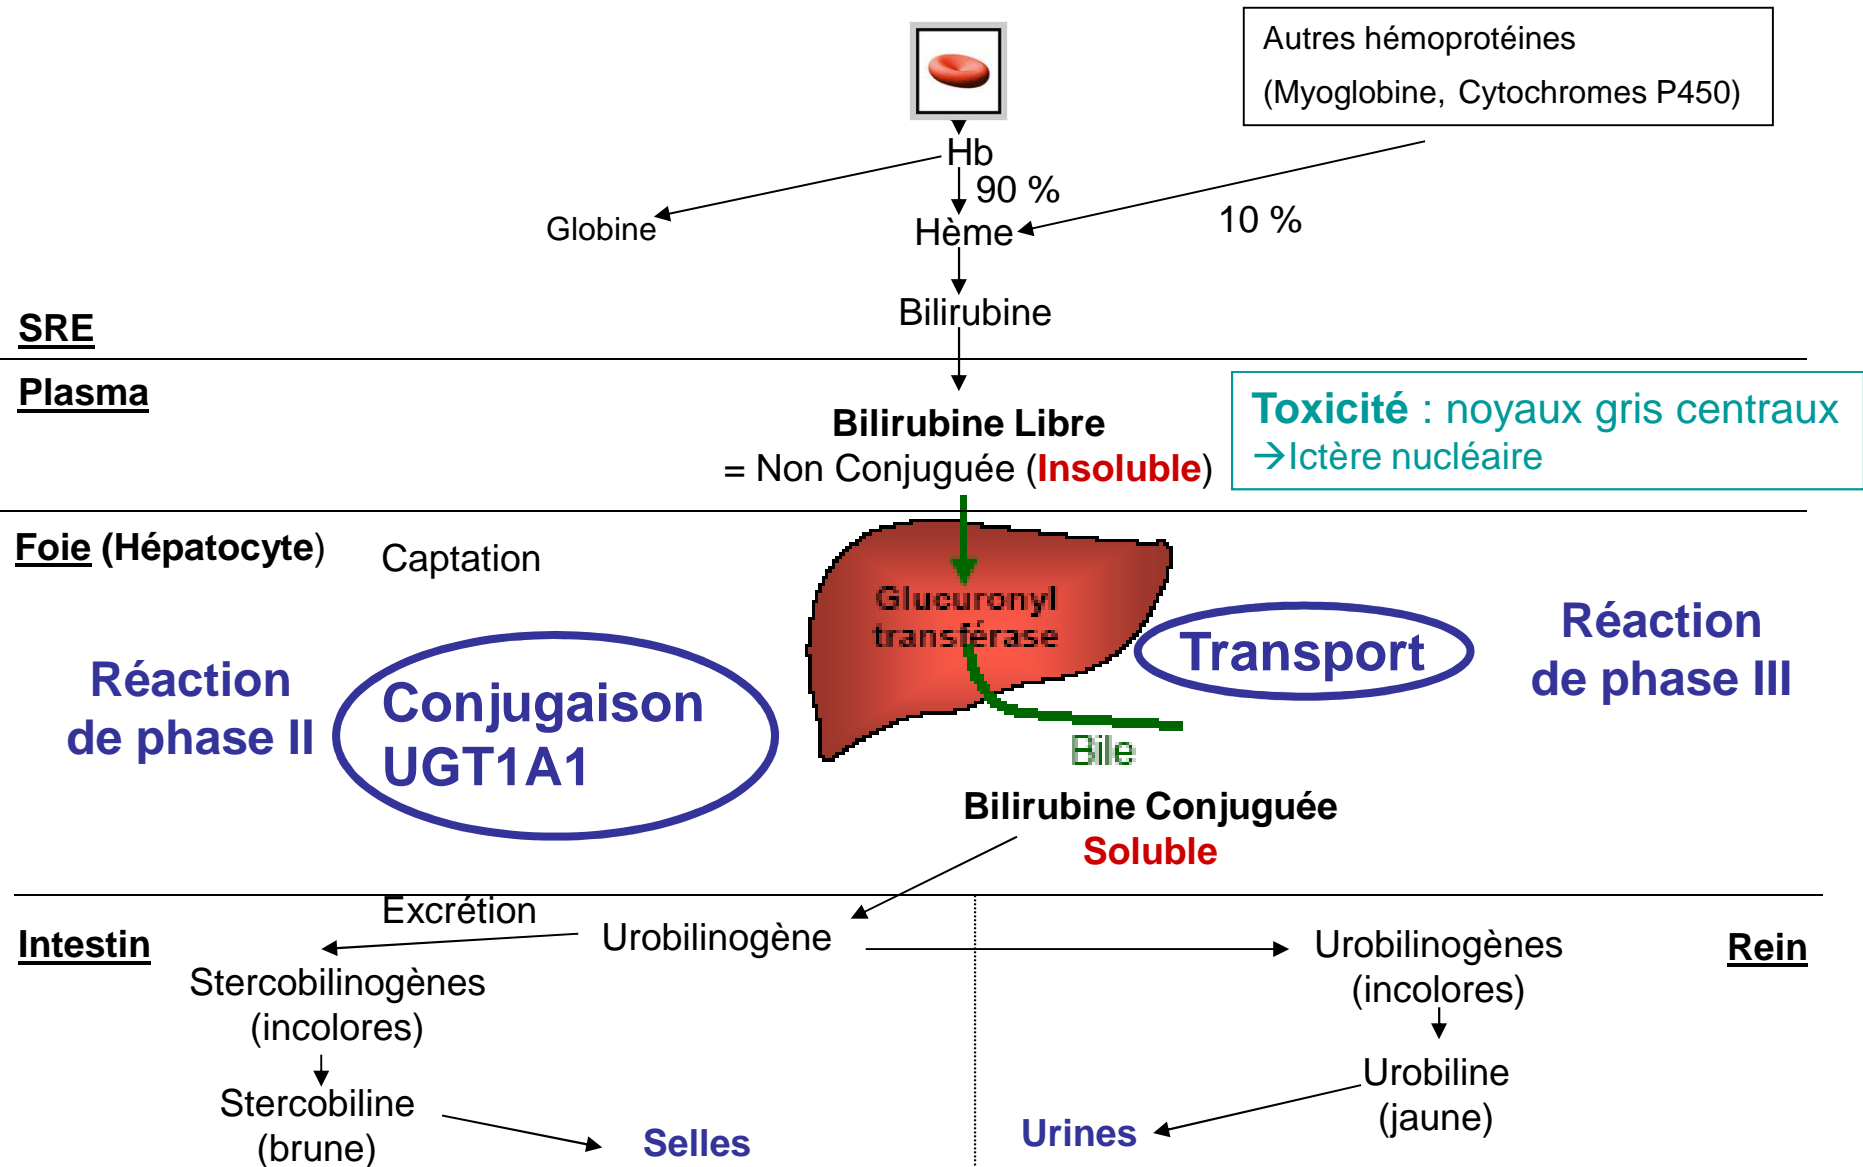 Autres hémoprotéines
(Myoglobine, Cytochromes P450)
Hb
90 %
10 %
Globine
Hème
Bilirubine
SRE
Plasma
Bilirubine Libre
= Non Conjuguée (Insoluble)
Toxicité : noyaux gris centraux
→Ictère nucléaire
Foie (Hépatocyte)
Captation
Glucuronyl
transférase
Réaction
de phase II
Conjugaison
UGT1A1
Transport
Réaction
de phase III
Bile
Bilirubine Conjuguée
Soluble
Excrétion
Intestin
Urobilinogène
Urobilinogènes
(incolores)
Rein
Stercobilinogènes
(incolores)
Urobiline
(jaune)
Stercobiline
(brune)
Selles
Urines